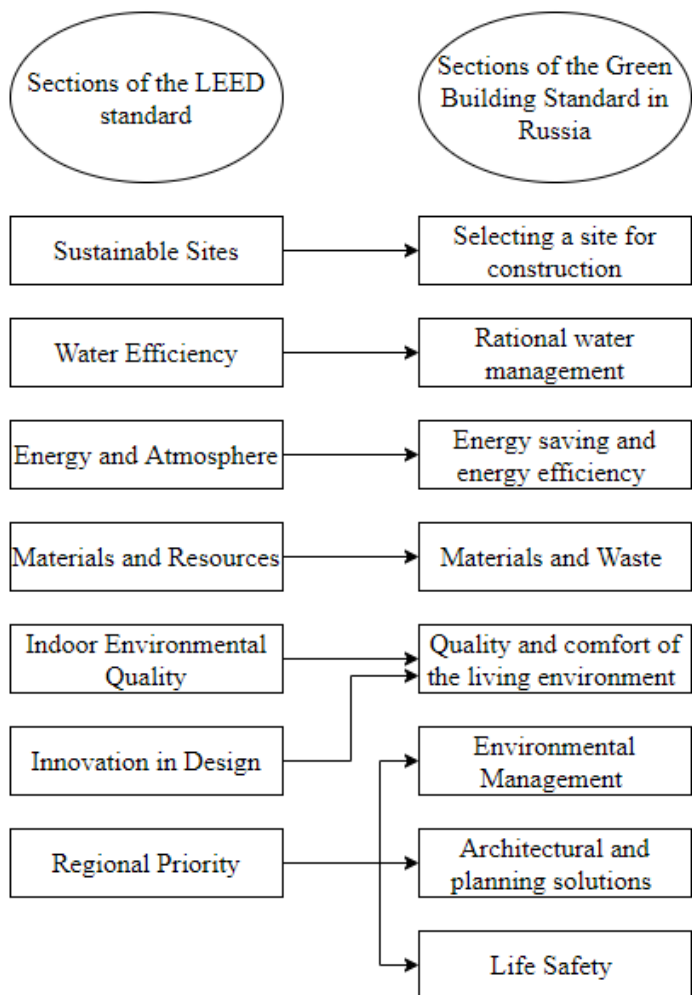 Sections of the LEED
standard
Sections of the Green
Building Standard in
Russia
Sustainable Sites
Selecting a site for
construction
Water Efficiency
Rational water
management
Energy and Atmosphere
Energy saving and
energy efficiency
Materials and Resources
Materials and Waste
Indoor Environmental
Quality
Quality and comfort of
the living environment
Innovation in Design
Environmental
Management
Regional Priority
Architectural and
planning solutions
Life Safety